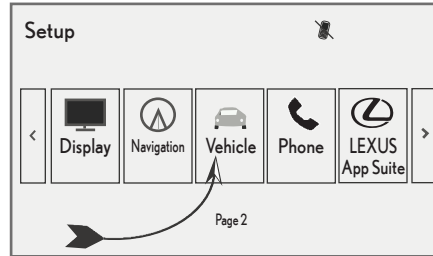 Setup
Display
Navigation
Vehicle
Phone
LEXUS
App Suite
Page 2